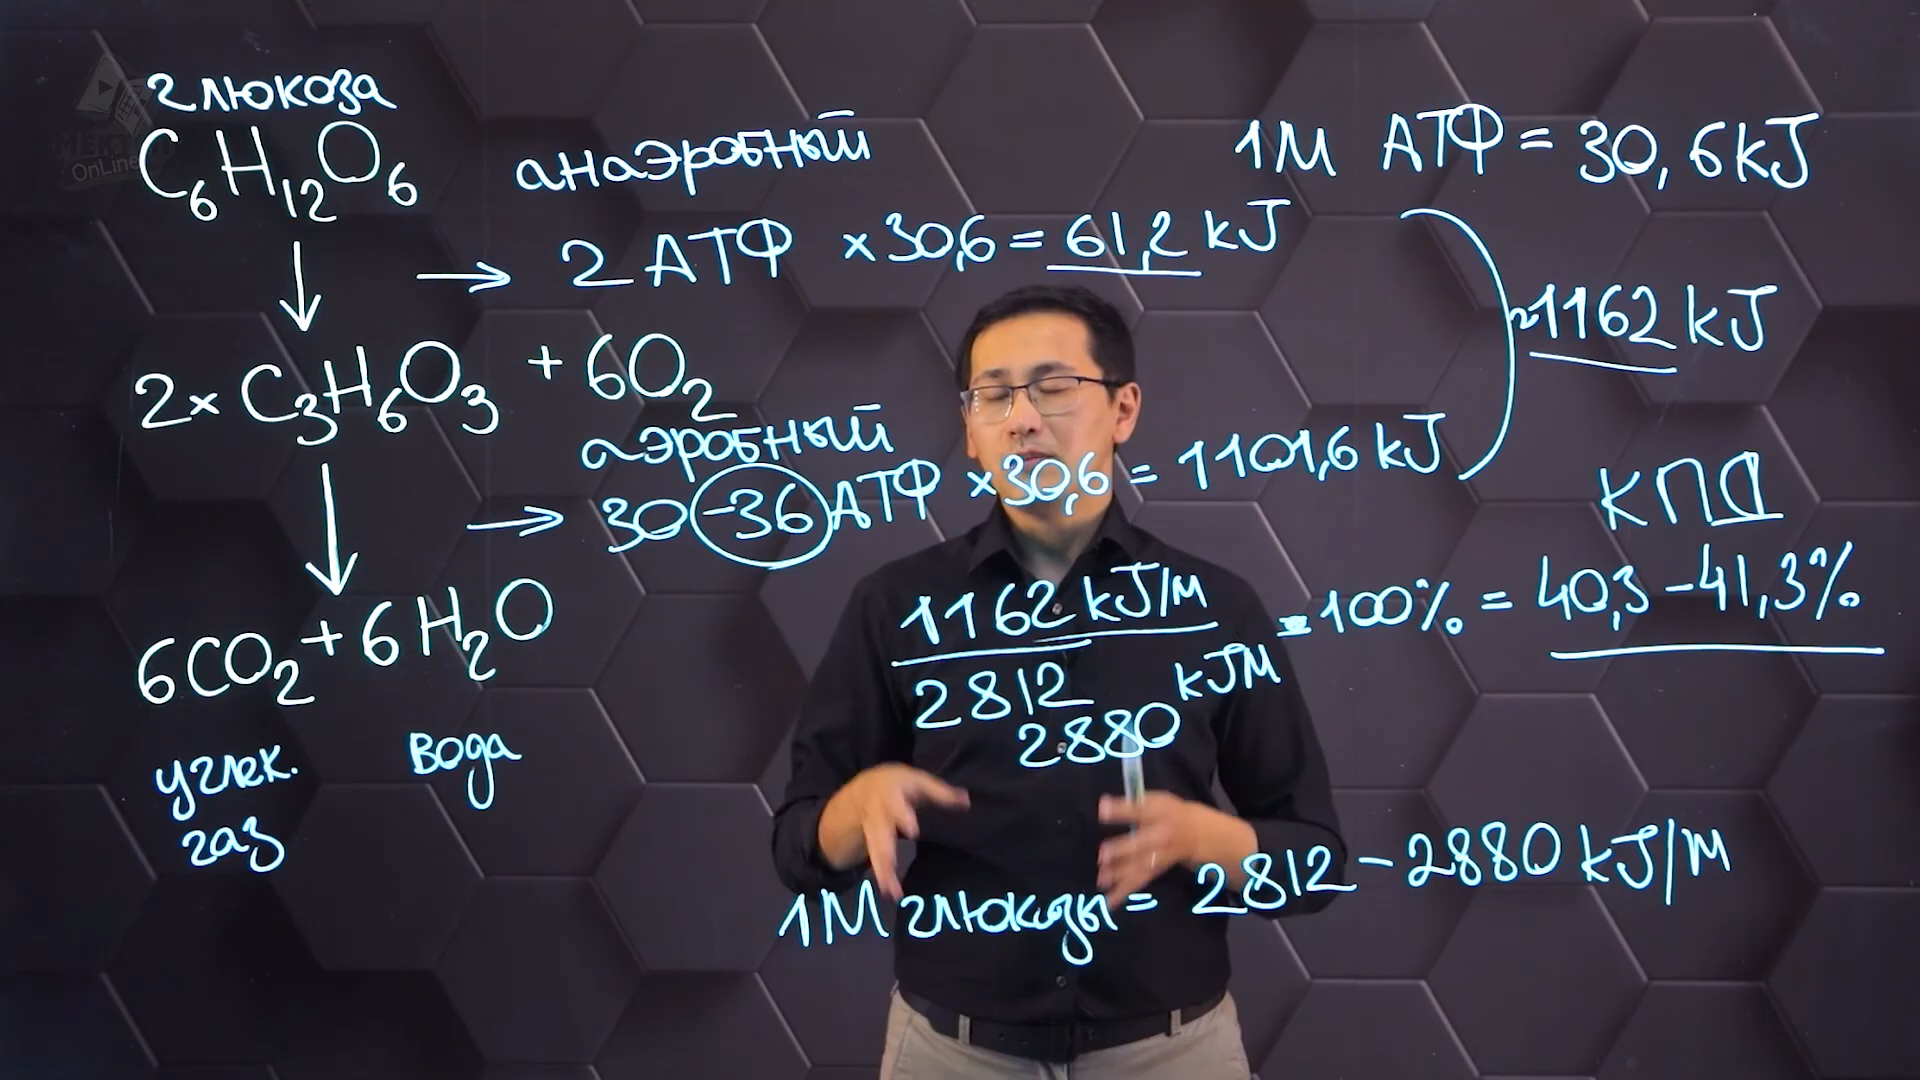 глюкоза
C6H12O6
анаэробный
→ 2 АТФ ×30,6 = 61,2 kJ
1М АТФ = 30,6 kJ
~1162 kJ
2× C3H6O3 + 6O2
аэробный
→ 30 -36 АТФ ×30,6 = 1101,6 kJ
6CO2 + 6H2O
углек. газ
вода
КПД
1162 kJ/м
2812
2880 kJм
=100% = 40,3-41,3%
1М глюкозы = 2812-2880 kJ/м
OnLine